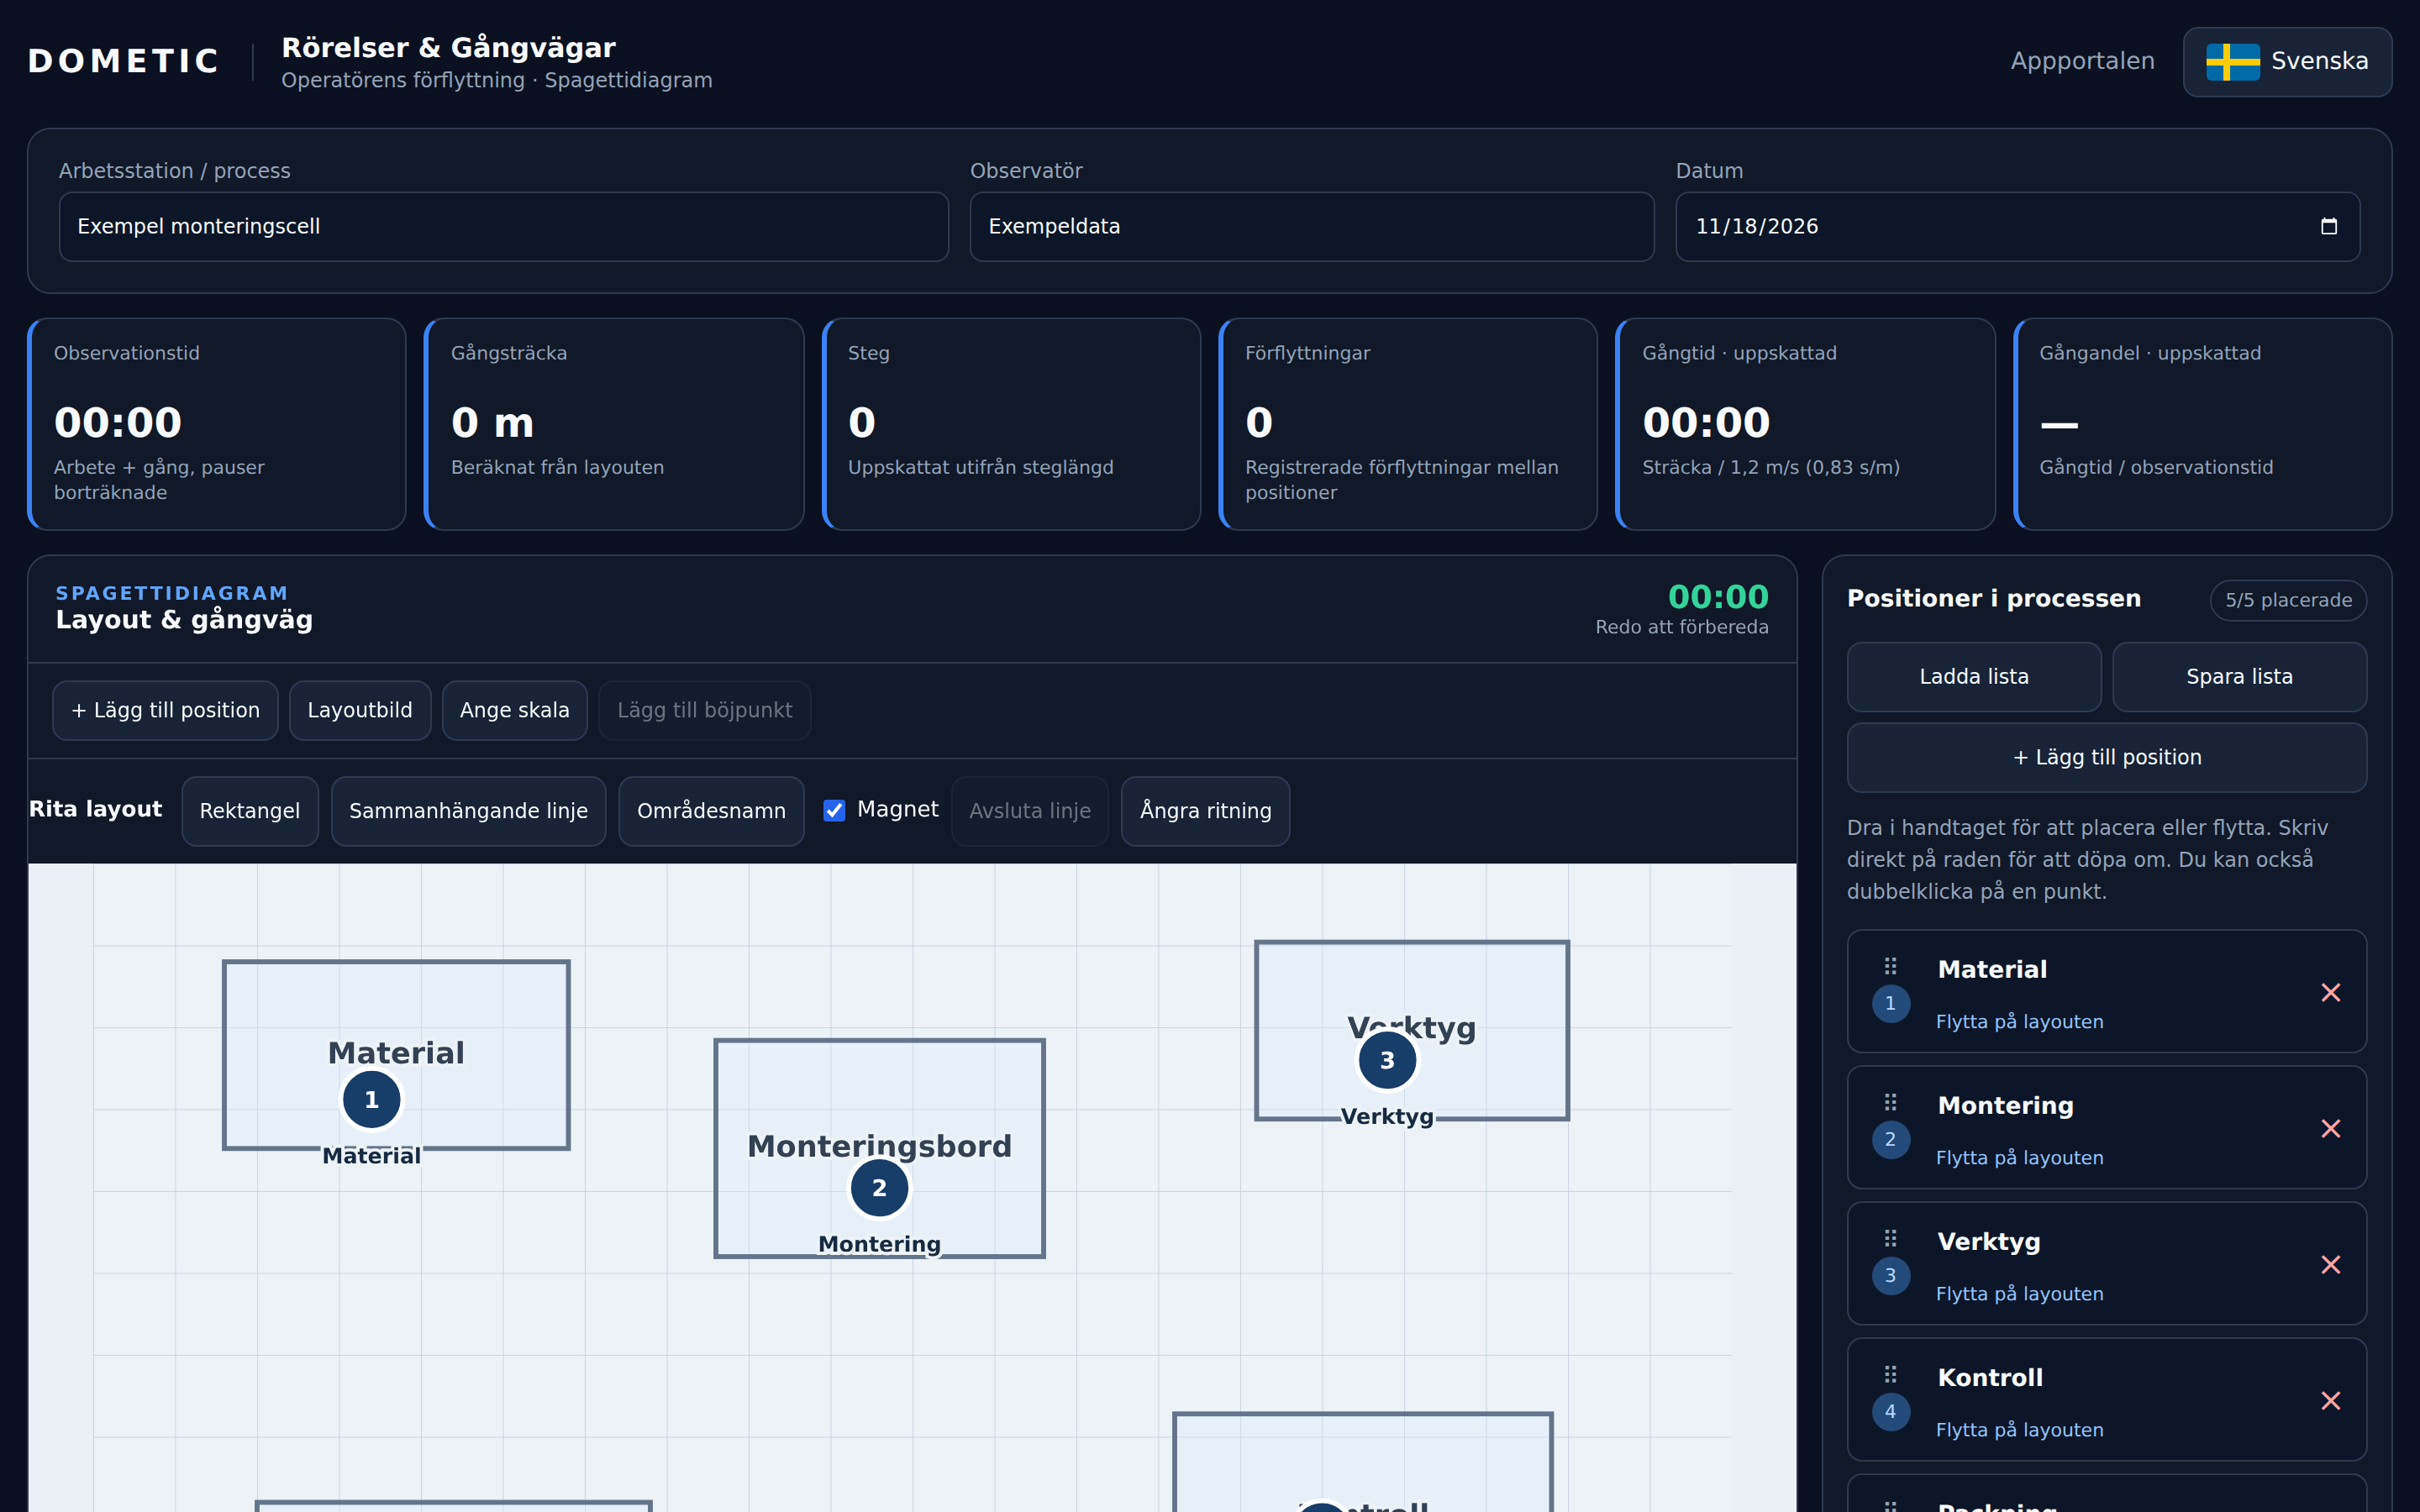 DOMETIC
Rörelser & Gångvägar
Operatörens förflyttning · Spagettidiagram
Appportalen
Svenska
Arbetsstation / process
Observatör
Datum
Exempel monteringscell
Exempeldata
11/18/2026
Observationstid
00:00
Arbete + gång, pauser
borträknade
Gångsträcka
0 m
Beräknat från layouten
Steg
0
Uppskattat utifrån steglängd
Förflyttningar
0
Registrerade förflyttningar mellan
positioner
Gångtid · uppskattad
00:00
Sträcka / 1,2 m/s (0,83 s/m)
Gångandel · uppskattad
—
Gångtid / observationstid
SPAGETTIDIAGRAM
Layout & gångväg
00:00
Redo att förbereda
+ Lägg till position
Layoutbild
Ange skala
Lägg till böjpunkt
Rita layout
Rektangel
Sammanhängande linje
Områdesnamn
Magnet
Avsluta linje
Ångra ritning
Material
1
Material
Monteringsbord
2
Montering
Verktyg
3
Verktyg
Positioner i processen
5/5 placerade
Ladda lista
Spara lista
+ Lägg till position
Dra i handtaget för att placera eller flytta. Skriv
direkt på raden för att döpa om. Du kan också
dubbelklicka på en punkt.
Material
1
Flytta på layouten
Montering
2
Flytta på layouten
Verktyg
3
Flytta på layouten
Kontroll
4
Flytta på layouten
Packning